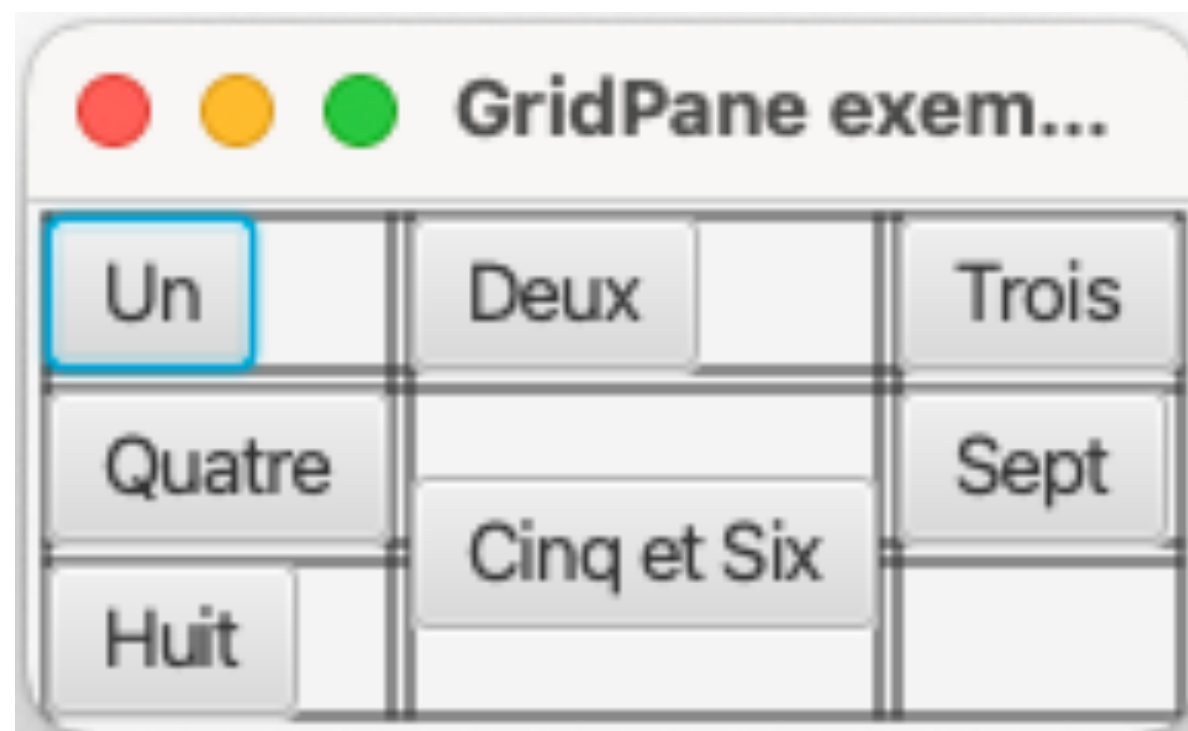 GridPane exem...
Un Deux Trois
Quatre Sept
Cinq et Six
Huit